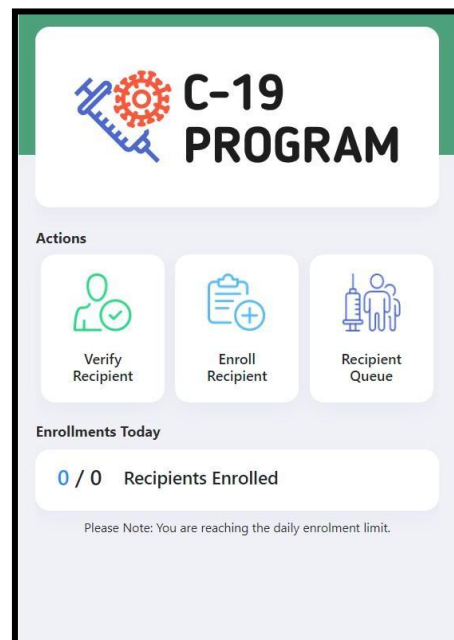 C-19
PROGRAM
Actions
Verify
Recipient
Enroll
Recipient
Recipient
Queue
Enrollments Today
0 / 0 Recipients Enrolled
Please Note: You are reaching the daily enrolment limit.